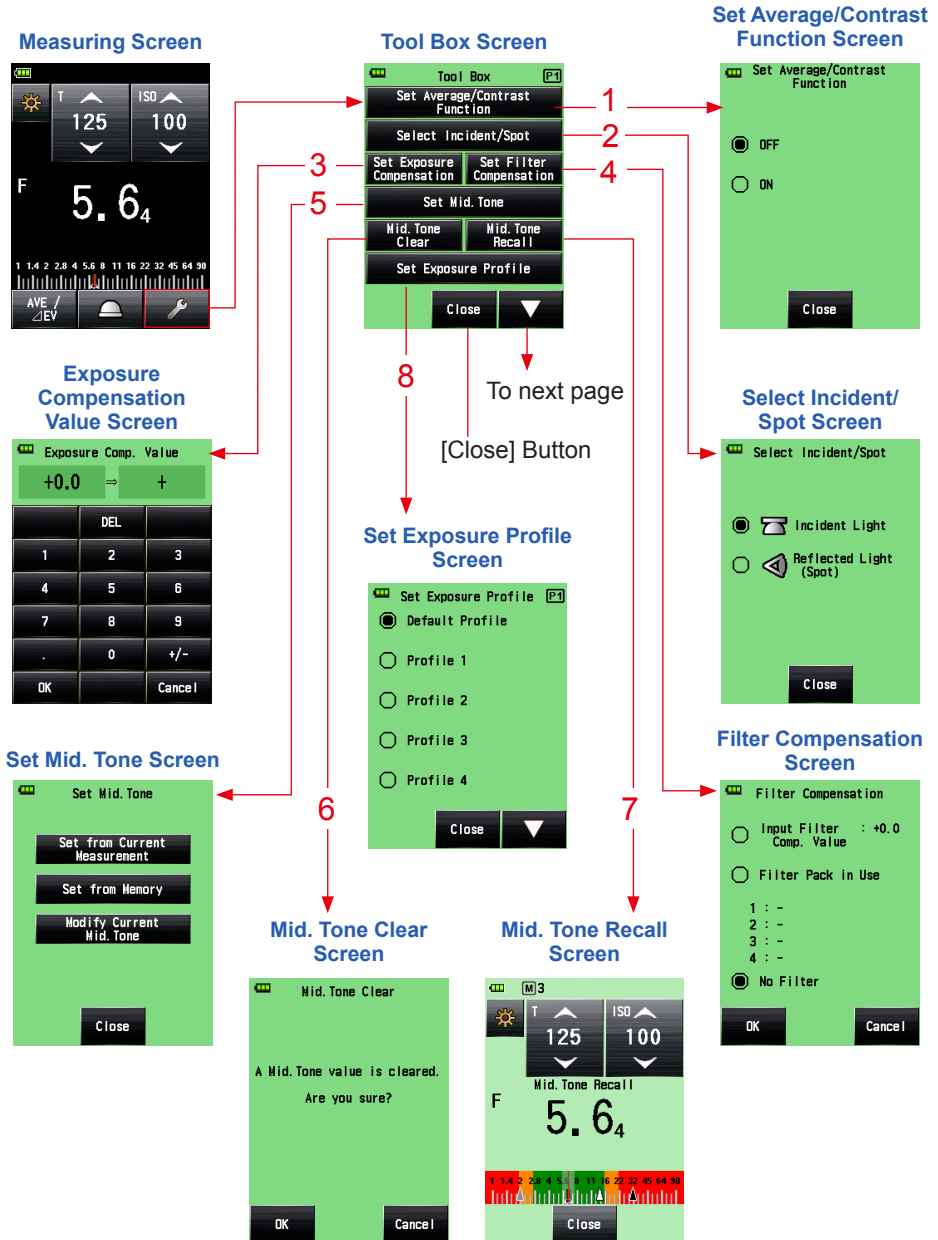 Measuring Screen
T
ISO
125
100
F
5.6₄
1 1.4 2 2.8 4 5.6 8 11 16 22 32 45 64 90
AVE /
⊿EV
Tool Box Screen
Tool Box
P1
Set Average/Contrast
Function
Select Incident/Spot
Set Exposure
Compensation
Set Filter
Compensation
Set Mid. Tone
Mid. Tone
Clear
Mid. Tone
Recall
Set Exposure Profile
Close
To next page
[Close] Button
1
2
3
4
5
6
7
8
Set Average/Contrast
Function Screen
Set Average/Contrast
Function
OFF
ON
Close
Exposure
Compensation
Value Screen
Exposure Comp. Value
+0.0 ⇒ +
DEL
1 2 3
4 5 6
7 8 9
. 0 +/-
OK Cancel
Select Incident/
Spot Screen
Select Incident/Spot
Incident Light
Reflected Light
(Spot)
Close
Set Exposure Profile
Screen
Set Exposure Profile
P1
Default Profile
Profile 1
Profile 2
Profile 3
Profile 4
Close
Set Mid. Tone Screen
Set Mid. Tone
Set from Current
Measurement
Set from Memory
Modify Current
Mid. Tone
Close
Filter Compensation
Screen
Filter Compensation
Input Filter : +0.0
Comp. Value
Filter Pack in Use
1 : -
2 : -
3 : -
4 : -
No Filter
OK Cancel
Mid. Tone Clear
Screen
Mid. Tone Clear
A Mid. Tone value is cleared.
Are you sure?
OK Cancel
Mid. Tone Recall
Screen
M 3
T
ISO
125
100
Mid. Tone Recall
F
5.6₄
1 1.4 2 2.8 4 5.6 8 11 16 22 32 45 64 90
Close